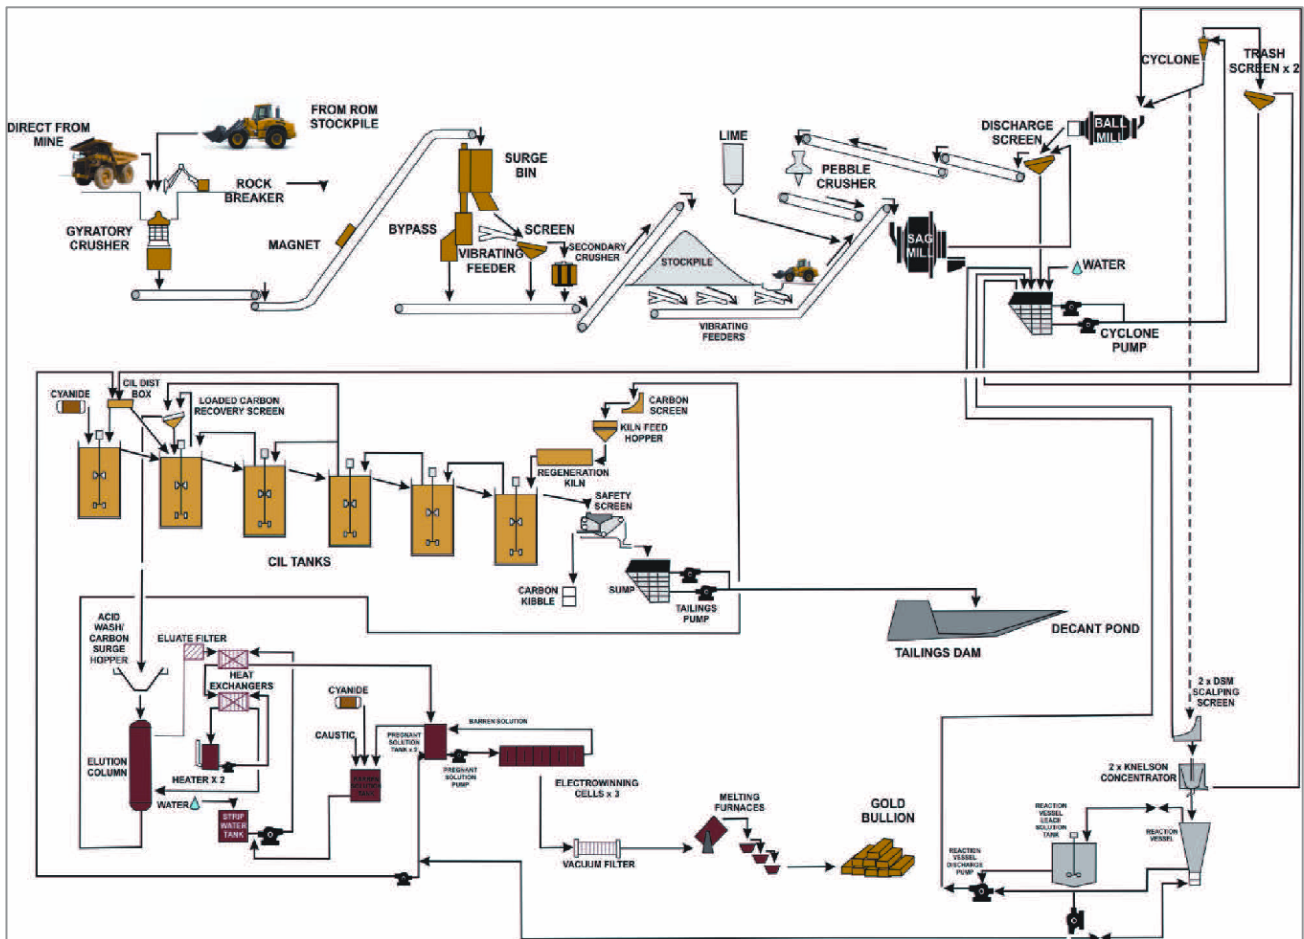 DIRECT FROM
MINE
FROM ROM
STOCKPILE
ROCK
BREAKER
GYRATORY
CRUSHER
MAGNET
SURGE
BIN
BYPASS
VIBRATING
FEEDER
SCREEN
SECONDARY
CRUSHER
STOCKPILE
VIBRATING
FEEDERS
LIME
PEBBLE
CRUSHER
DISCHARGE
SCREEN
SAG
MILL
BALL
MILL
CYCLONE
TRASH
SCREEN x 2
WATER
CYCLONE
PUMP
CYANIDE
CIL DIST
BOX
LOADED CARBON
RECOVERY SCREEN
CARBON
SCREEN
KILN FEED
HOPPER
REGENERATION
KILN
SAFETY
SCREEN
CIL TANKS
CARBON
KIBBLE
SUMP
TAILINGS
PUMP
TAILINGS DAM
DECANT POND
ACID
WASH/
CARBON
SURGE
HOPPER
ELUATE FILTER
HEAT
EXCHANGERS
ELUTION
COLUMN
HEATER X 2
WATER
STRIP
WATER
TANK
CYANIDE
CAUSTIC
PREGNANT
SOLUTION
TANK x 2
BARREN SOLUTION
PREGNANT
SOLUTION
PUMP
ELECTROWINNING
CELLS x 3
VACUUM FILTER
MELTING
FURNACES
GOLD
BULLION
2 x DSM
SCALPING
SCREEN
2 x KNELSON
CONCENTRATOR
REACTION
VESSEL
LEACH
SOLUTION
TANK
REACTION
VESSEL
REACTION
VESSEL
DISCHARGE
PUMP